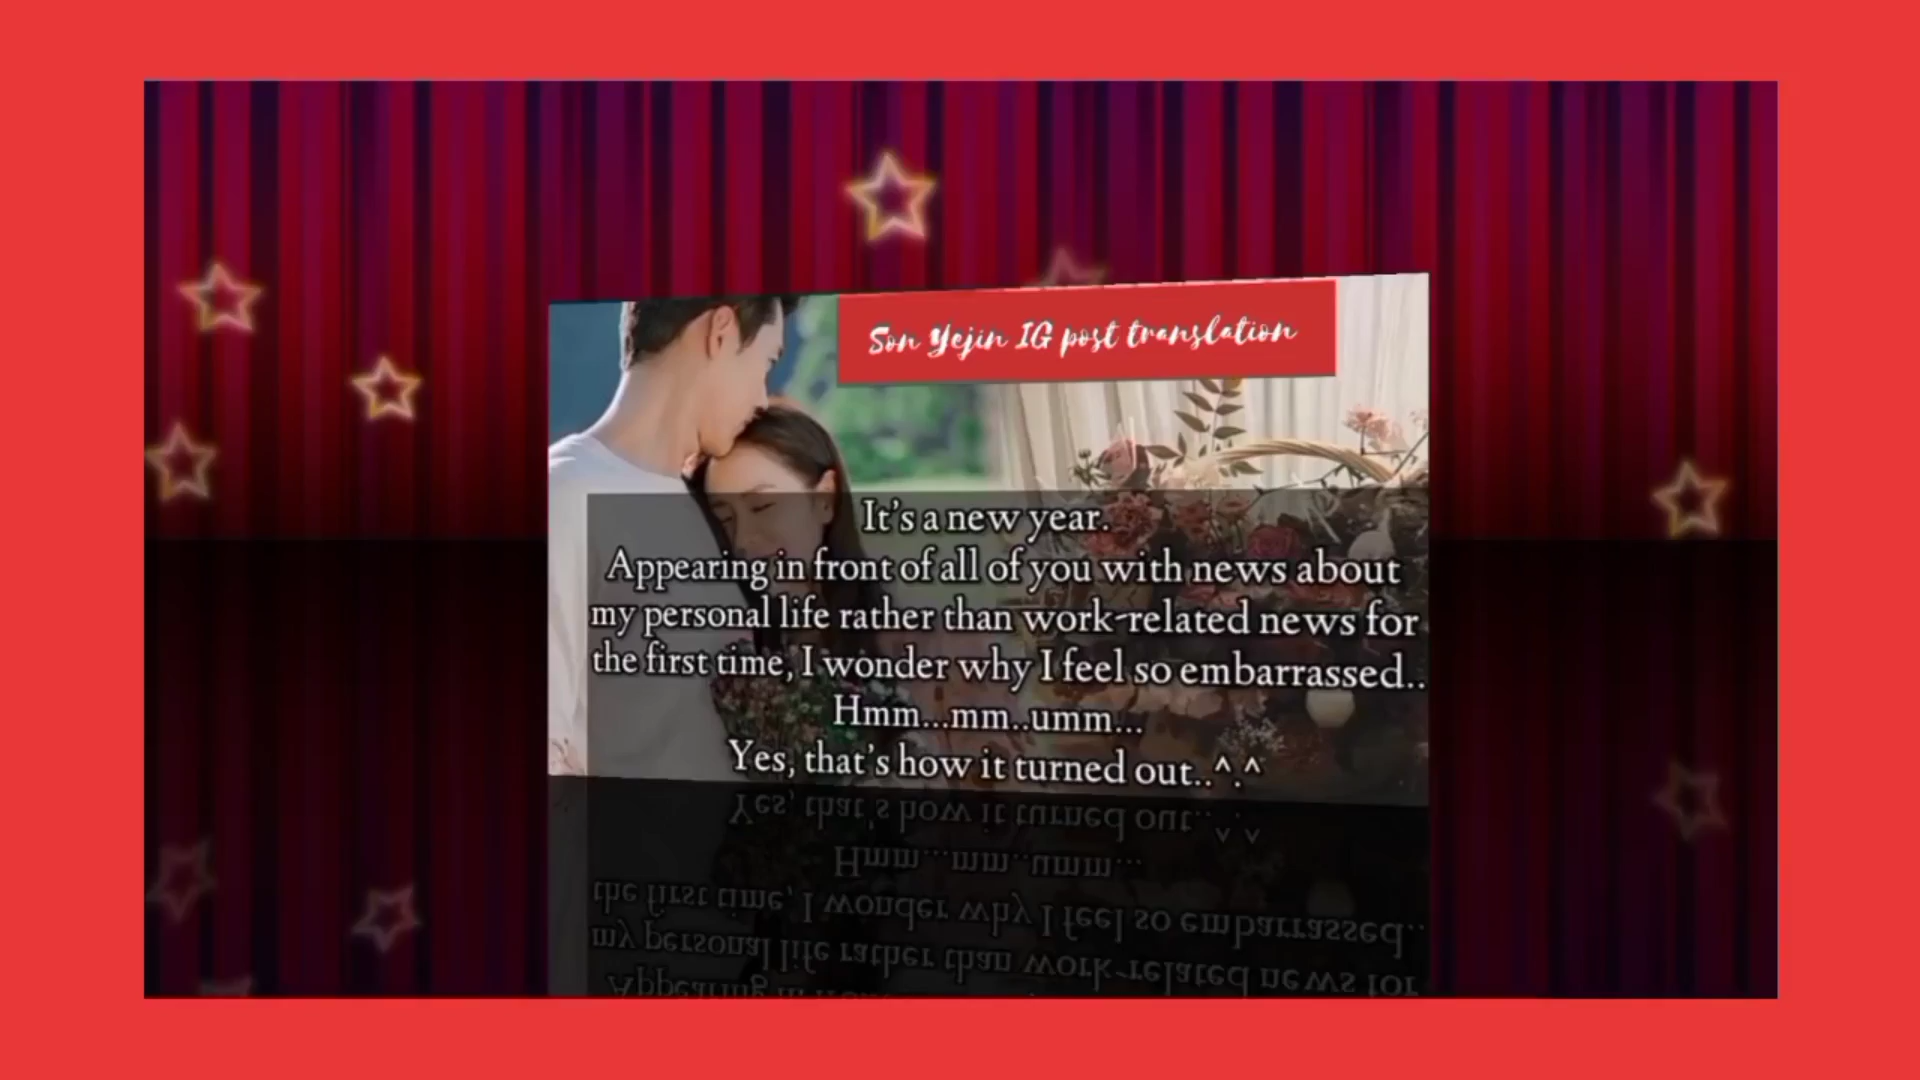 Son Yejin IG post translation
It's a new year.
Appearing in front of all of you with news about
my personal life rather than work-related news for
the first time, I wonder why I feel so embarrassed..
Hmm...mm..umm...
Yes, that's how it turned out..^.^